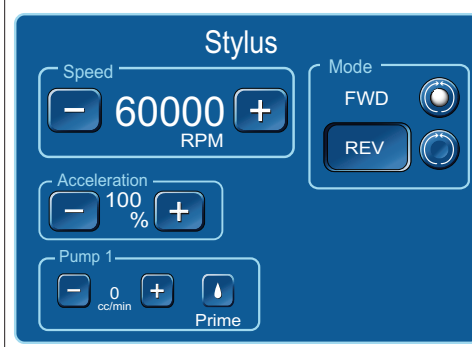 Stylus
Speed
− 60000 +
RPM
Mode
FWD
REV
Acceleration
− 100 +
%
Pump 1
− 0 +
cc/min
Prime